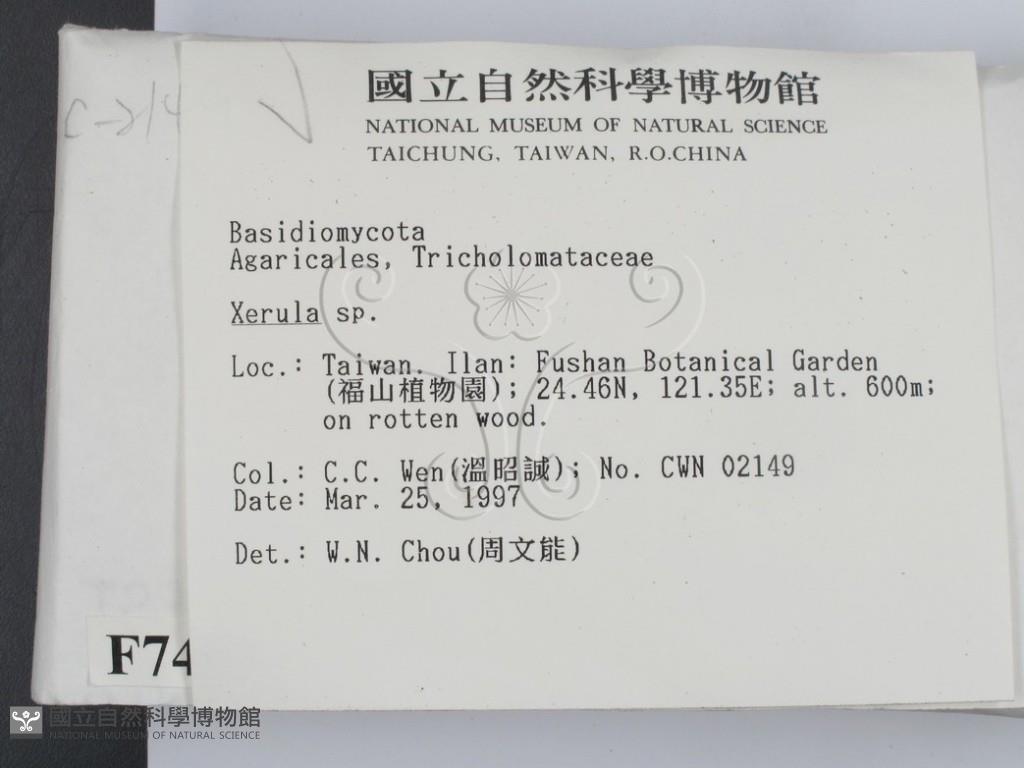 國立自然科學博物館
NATIONAL MUSEUM OF NATURAL SCIENCE
TAICHUNG, TAIWAN, R.O.CHINA
Basidiomycota
Agaricales, Tricholomataceae
Xerula sp.
Loc.: Taiwan. Ilan: Fushan Botanical Garden
(福山植物園); 24.46N, 121.35E; alt. 600m;
on rotten wood.
Col.: C.C. Wen(溫昭誠); No. CWN 02149
Date: Mar. 25, 1997
Det.: W.N. Chou(周文能)
F74
國立自然科學博物館
NATIONAL MUSEUM OF NATURAL SCIENCE